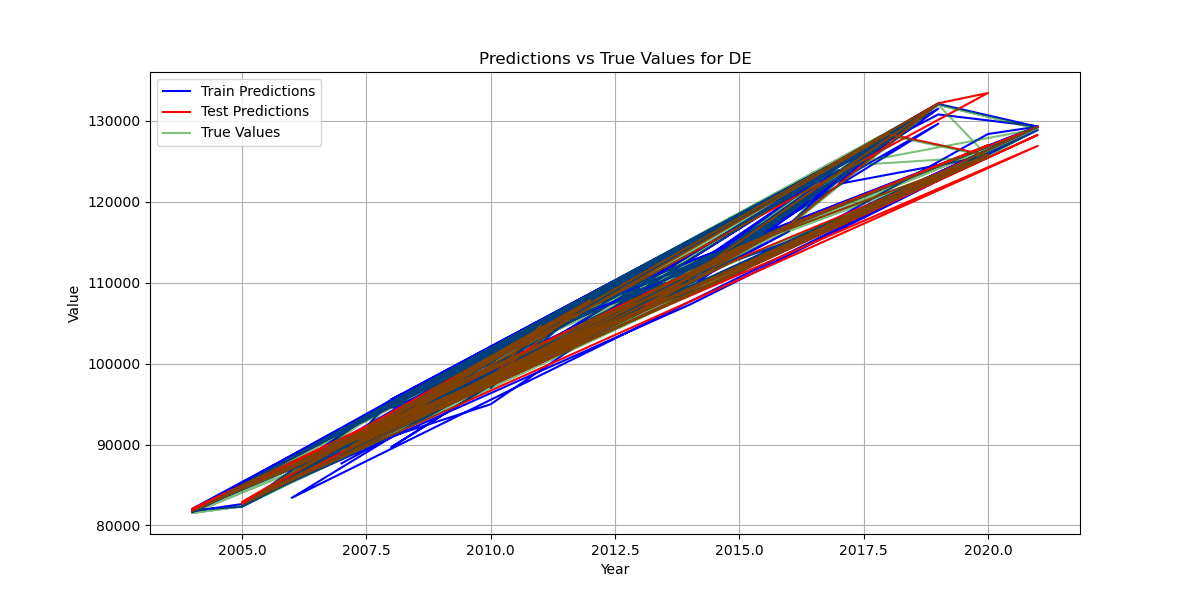 Predictions vs True Values for DE
Train Predictions
Test Predictions
True Values
Value
130000
120000
110000
100000
90000
80000
2005.0
2007.5
2010.0
2012.5
2015.0
2017.5
2020.0
Year